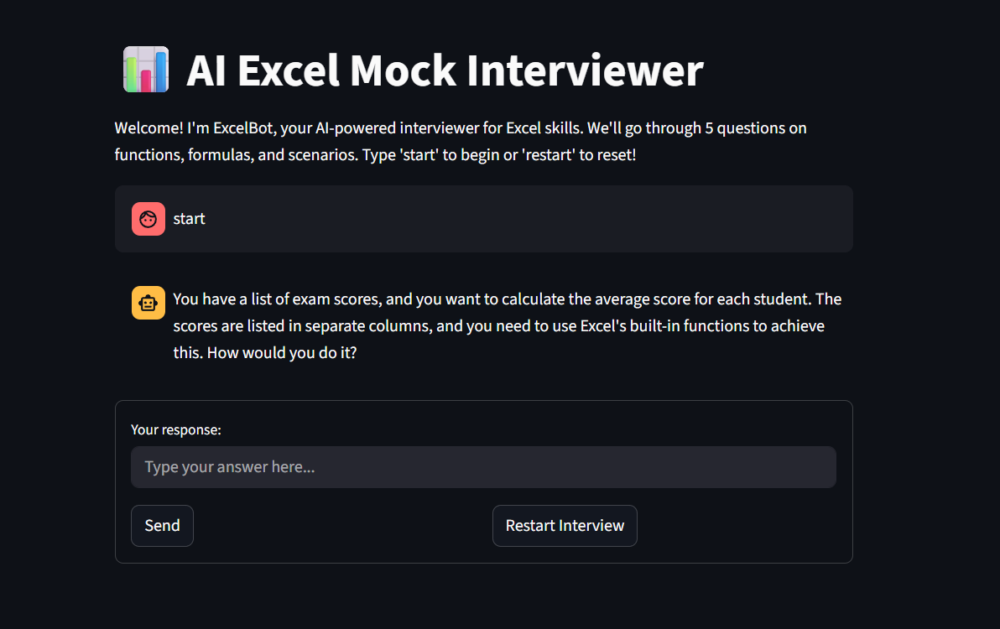 AI Excel Mock Interviewer
Welcome! I'm ExcelBot, your AI-powered interviewer for Excel skills. We'll go through 5 questions on
functions, formulas, and scenarios. Type 'start' to begin or 'restart' to reset!
start
You have a list of exam scores, and you want to calculate the average score for each student. The
scores are listed in separate columns, and you need to use Excel's built-in functions to achieve
this. How would you do it?
Your response:
Type your answer here...
Send
Restart Interview